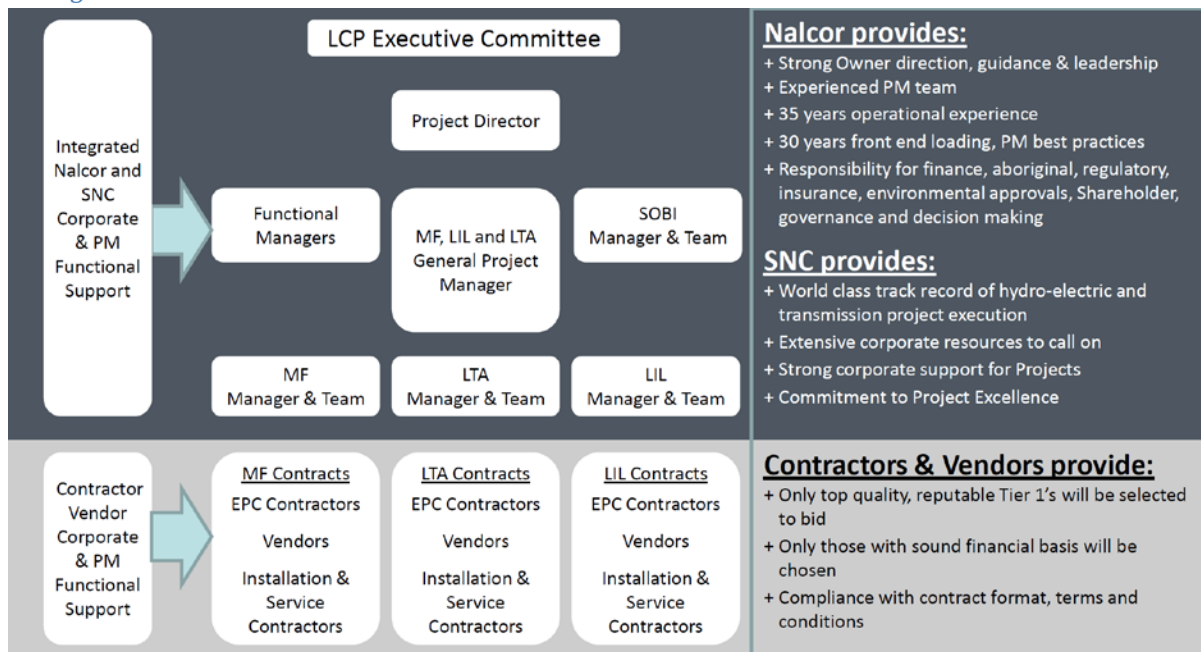 LCP Executive Committee
Project Director
Integrated
Nalcor and
SNC
Corporate
& PM
Functional
Support
Functional
Managers
MF, LIL and LTA
General Project
Manager
SOBI
Manager & Team
MF
Manager & Team
LTA
Manager & Team
LIL
Manager & Team
Contractor
Vendor
Corporate
& PM
Functional
Support
MF Contracts
EPC Contractors
Vendors
Installation &
Service
Contractors
LTA Contracts
EPC Contractors
Vendors
Installation &
Service
Contractors
LIL Contracts
EPC Contractors
Vendors
Installation &
Service
Contractors
Nalcor provides:
+ Strong Owner direction, guidance & leadership
+ Experienced PM team
+ 35 years operational experience
+ 30 years front end loading, PM best practices
+ Responsibility for finance, aboriginal, regulatory,
insurance, environmental approvals, Shareholder,
governance and decision making
SNC provides:
+ World class track record of hydro-electric and
transmission project execution
+ Extensive corporate resources to call on
+ Strong corporate support for Projects
+ Commitment to Project Excellence
Contractors & Vendors provide:
+ Only top quality, reputable Tier 1's will be selected
to bid
+ Only those with sound financial basis will be
chosen
+ Compliance with contract format, terms and
conditions